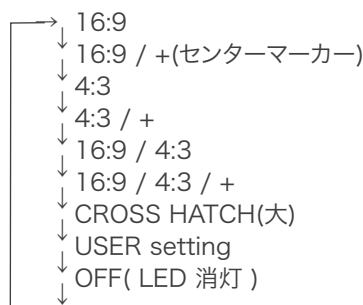 16:9
16:9 / +(センターマーカー)
4:3
4:3 / +
16:9 / 4:3
16:9 / 4:3 / +
CROSS HATCH(大)
USER setting
OFF( LED 消灯 )